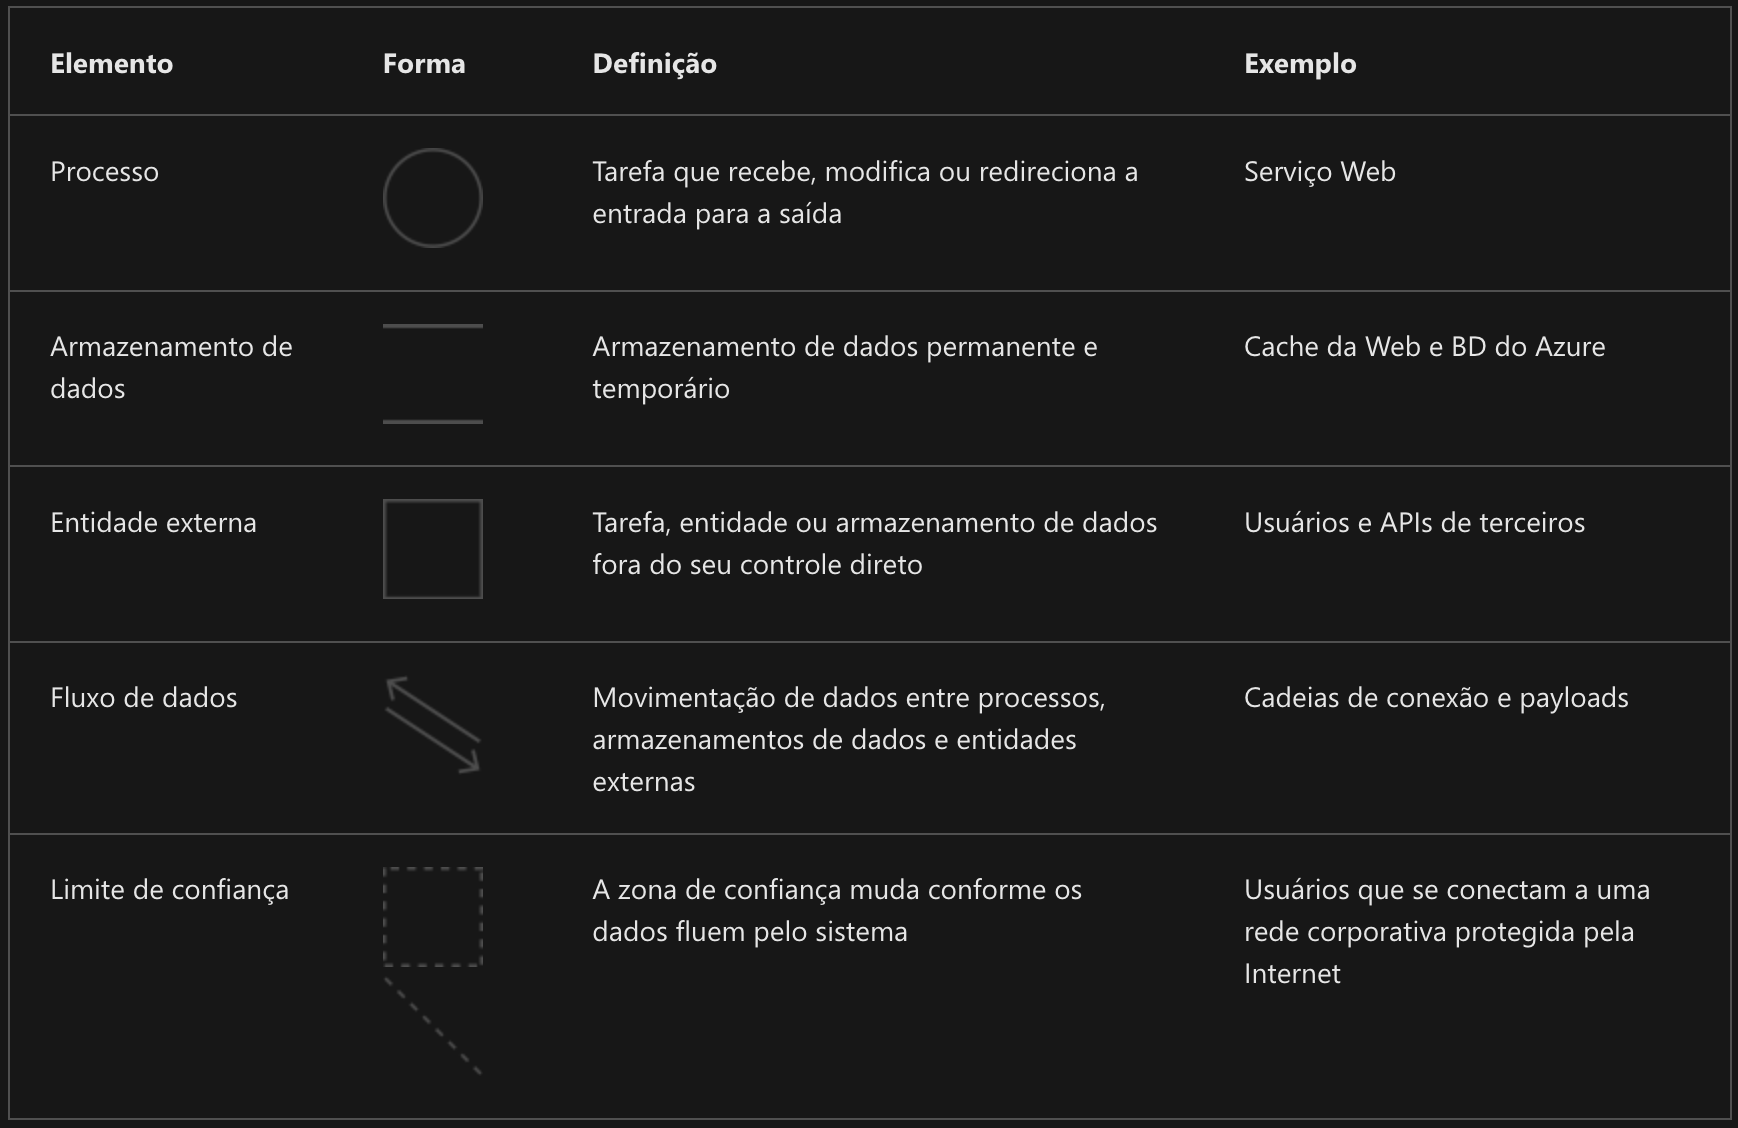 Elemento Forma Definição Exemplo
Processo Tarefa que recebe, modifica ou redireciona a Serviço Web
entrada para a saída
Armazenamento de Armazenamento de dados permanente e Cache da Web e BD do Azure
dados temporário
Entidade externa Tarefa, entidade ou armazenamento de dados Usuários e APIs de terceiros
fora do seu controle direto
Fluxo de dados Movimentação de dados entre processos, Cadeias de conexão e payloads
armazenamentos de dados e entidades
externas
Limite de confiança A zona de confiança muda conforme os Usuários que se conectam a uma
dados fluem pelo sistema rede corporativa protegida pela
Internet